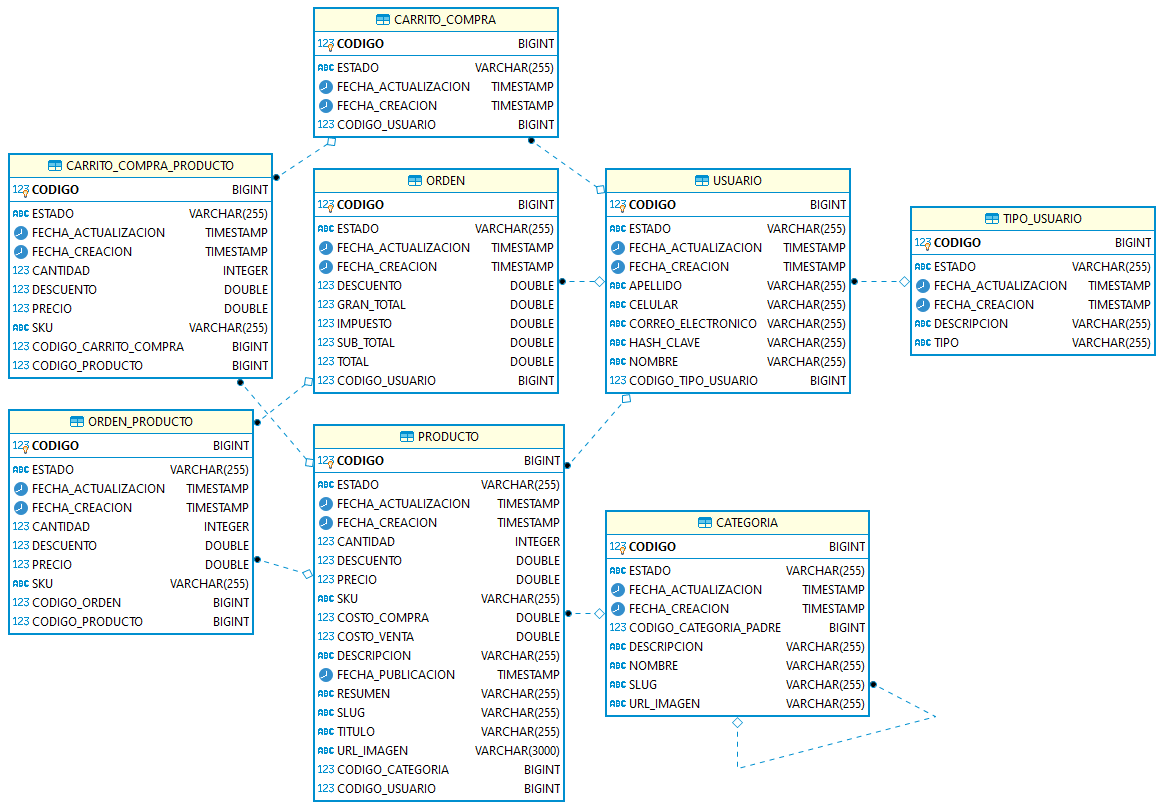 CARRITO_COMPRA
123 CODIGO BIGINT
ABC ESTADO VARCHAR(255)
FECHA_ACTUALIZACION TIMESTAMP
FECHA_CREACION TIMESTAMP
123 CODIGO_USUARIO BIGINT
CARRITO_COMPRA_PRODUCTO
123 CODIGO BIGINT
ABC ESTADO VARCHAR(255)
FECHA_ACTUALIZACION TIMESTAMP
FECHA_CREACION TIMESTAMP
123 CANTIDAD INTEGER
123 DESCUENTO DOUBLE
123 PRECIO DOUBLE
ABC SKU VARCHAR(255)
123 CODIGO_CARRITO_COMPRA BIGINT
123 CODIGO_PRODUCTO BIGINT
ORDEN
123 CODIGO BIGINT
ABC ESTADO VARCHAR(255)
FECHA_ACTUALIZACION TIMESTAMP
FECHA_CREACION TIMESTAMP
123 DESCUENTO DOUBLE
123 GRAN_TOTAL DOUBLE
123 IMPUESTO DOUBLE
123 SUB_TOTAL DOUBLE
123 TOTAL DOUBLE
123 CODIGO_USUARIO BIGINT
USUARIO
123 CODIGO BIGINT
ABC ESTADO VARCHAR(255)
FECHA_ACTUALIZACION TIMESTAMP
FECHA_CREACION TIMESTAMP
ABC APELLIDO VARCHAR(255)
ABC CELULAR VARCHAR(255)
ABC CORREO_ELECTRONICO VARCHAR(255)
ABC HASH_CLAVE VARCHAR(255)
ABC NOMBRE VARCHAR(255)
123 CODIGO_TIPO_USUARIO BIGINT
TIPO_USUARIO
123 CODIGO BIGINT
ABC ESTADO VARCHAR(255)
FECHA_ACTUALIZACION TIMESTAMP
FECHA_CREACION TIMESTAMP
ABC DESCRIPCION VARCHAR(255)
ABC TIPO VARCHAR(255)
ORDEN_PRODUCTO
123 CODIGO BIGINT
ABC ESTADO VARCHAR(255)
FECHA_ACTUALIZACION TIMESTAMP
FECHA_CREACION TIMESTAMP
123 CANTIDAD INTEGER
123 DESCUENTO DOUBLE
123 PRECIO DOUBLE
ABC SKU VARCHAR(255)
123 CODIGO_ORDEN BIGINT
123 CODIGO_PRODUCTO BIGINT
PRODUCTO
123 CODIGO BIGINT
ABC ESTADO VARCHAR(255)
FECHA_ACTUALIZACION TIMESTAMP
FECHA_CREACION TIMESTAMP
123 CANTIDAD INTEGER
123 DESCUENTO DOUBLE
123 PRECIO DOUBLE
ABC SKU VARCHAR(255)
123 COSTO_COMPRA DOUBLE
123 COSTO_VENTA DOUBLE
ABC DESCRIPCION VARCHAR(255)
FECHA_PUBLICACION TIMESTAMP
ABC RESUMEN VARCHAR(255)
ABC SLUG VARCHAR(255)
ABC TITULO VARCHAR(255)
ABC URL_IMAGEN VARCHAR(3000)
123 CODIGO_CATEGORIA BIGINT
123 CODIGO_USUARIO BIGINT
CATEGORIA
123 CODIGO BIGINT
ABC ESTADO VARCHAR(255)
FECHA_ACTUALIZACION TIMESTAMP
FECHA_CREACION TIMESTAMP
123 CODIGO_CATEGORIA_PADRE BIGINT
ABC DESCRIPCION VARCHAR(255)
ABC NOMBRE VARCHAR(255)
ABC SLUG VARCHAR(255)
ABC URL_IMAGEN VARCHAR(255)